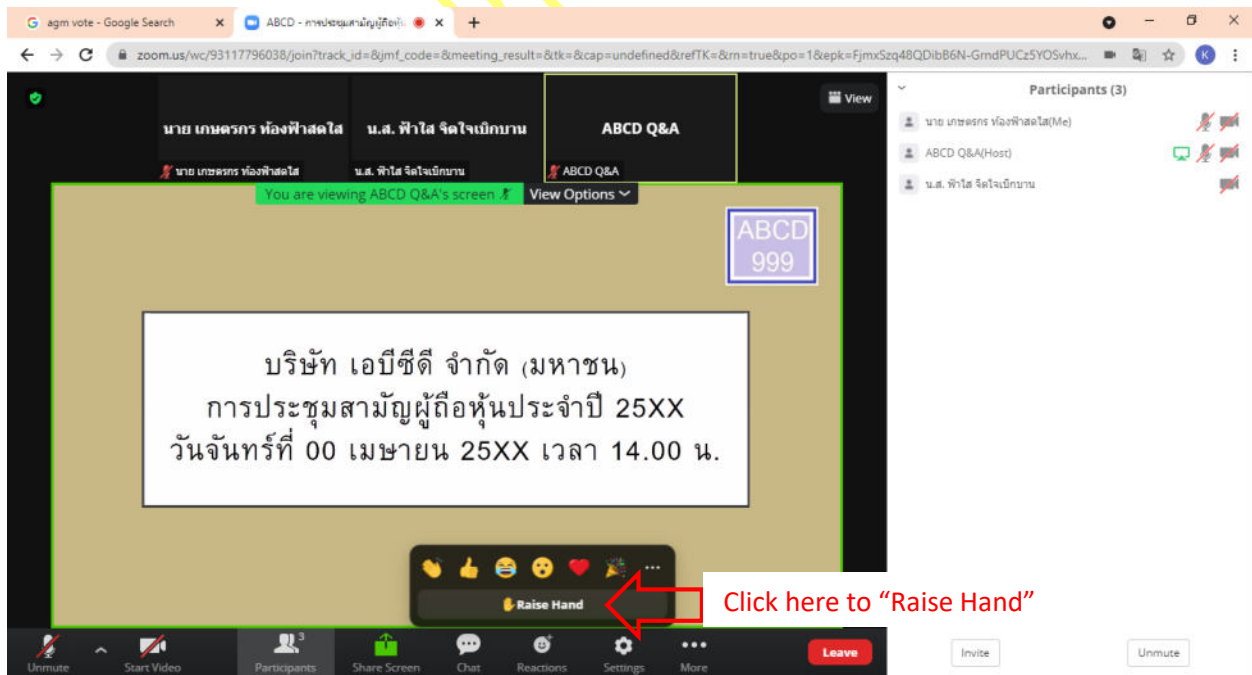 agm vote - Google Search
ABCD - การประชุมสามัญผู้ถือหุ้น
zoom.us/wc/93117796038/join?track_id=&jmf_code=&meeting_result=&tk=&cap=undefined&refTK=&rn=true&po=1&epk=FjmxSzq48QDibB6N-GrndPUCz5YOSvhx...
K
View
นาย เกษตรกร ท้องฟ้าสดใส
น.ส. ฟ้าใส จิตใจเบิกบาน
ABCD Q&A
นาย เกษตรกร ท้องฟ้าสดใส
น.ส. ฟ้าใส จิตใจเบิกบาน
ABCD Q&A
You are viewing ABCD Q&A's screen
View Options
ABCD
999
บริษัท เอบีซีดี จำกัด (มหาชน)
การประชุมสามัญผู้ถือหุ้นประจำปี 25XX
วันจันทร์ที่ 00 เมษายน 25XX เวลา 14.00 น.
Raise Hand
Click here to “Raise Hand”
Unmute
Start Video
3
Participants
Share Screen
Chat
Reactions
Settings
More
Leave
Participants (3)
นาย เกษตรกร ท้องฟ้าสดใส(Me)
ABCD Q&A(Host)
น.ส. ฟ้าใส จิตใจเบิกบาน
Invite
Unmute